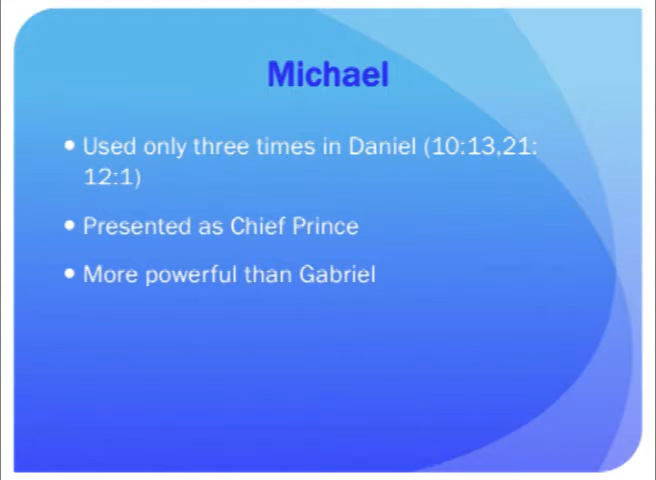 Michael
• Used only three times in Daniel (10:13,21:
12:1)
• Presented as Chief Prince
• More powerful than Gabriel